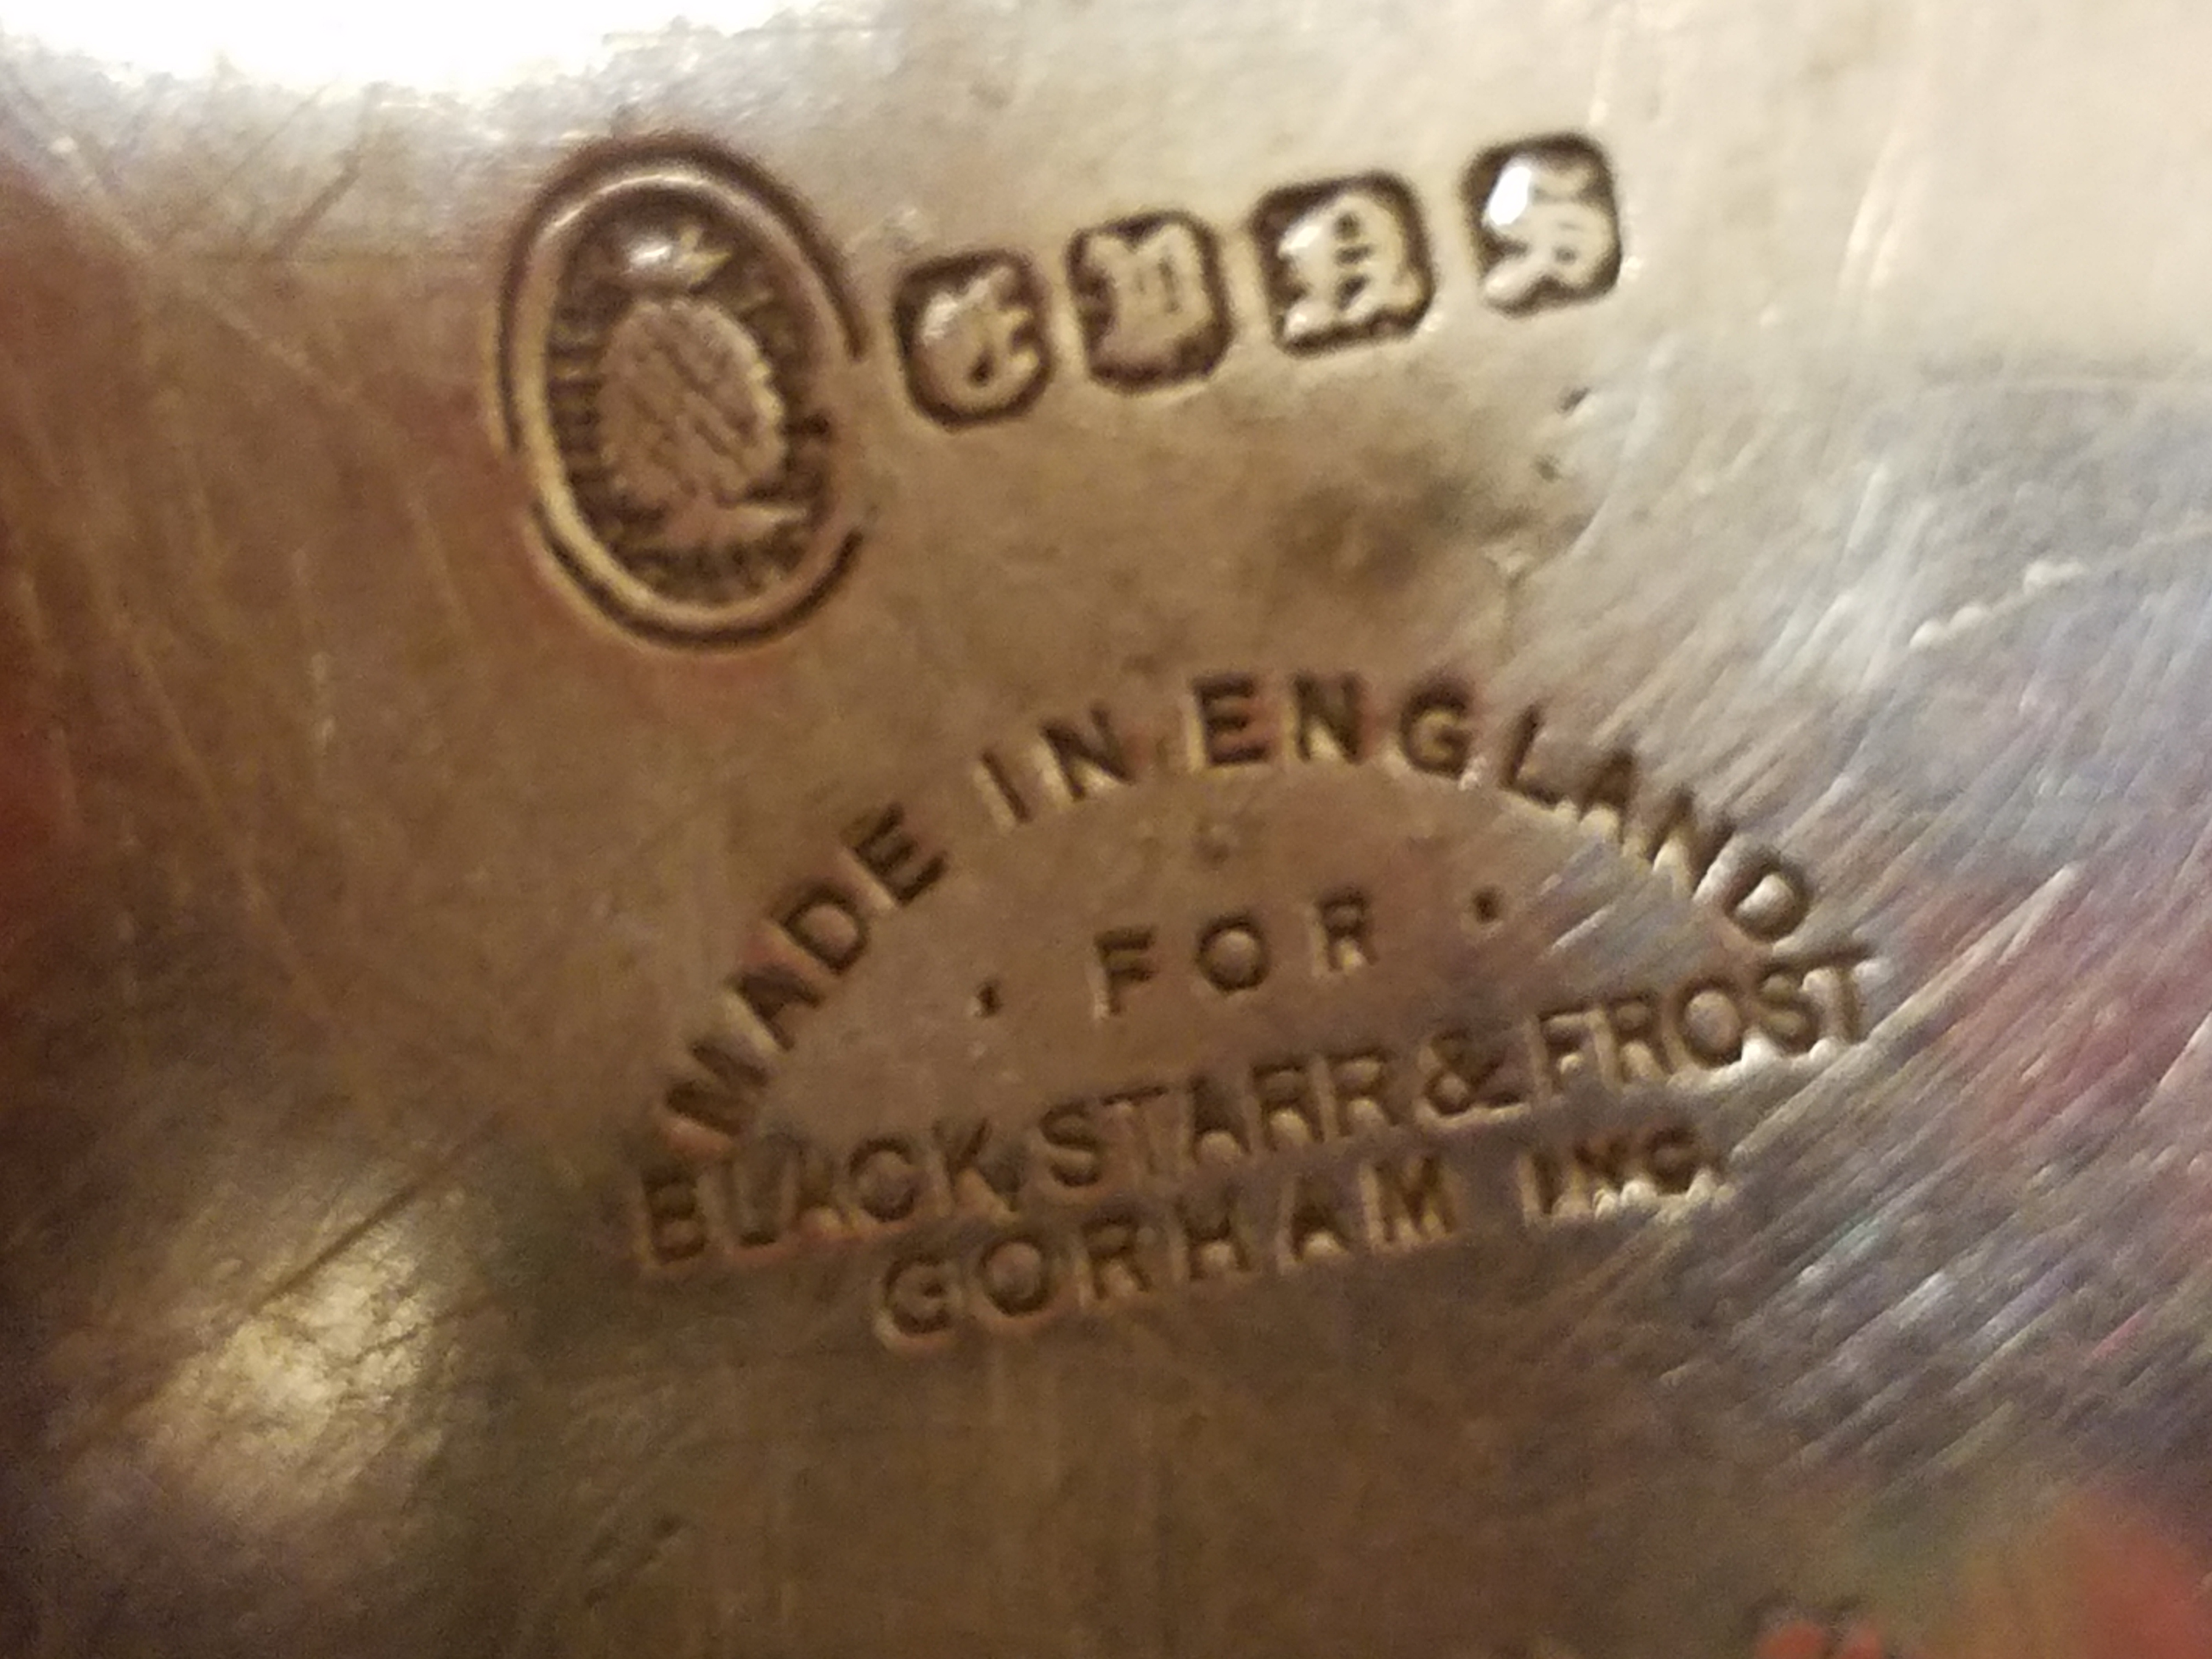 MADE IN ENGLAND
· FOR ·
BLACK, STARR & FROST
GORHAM INC.